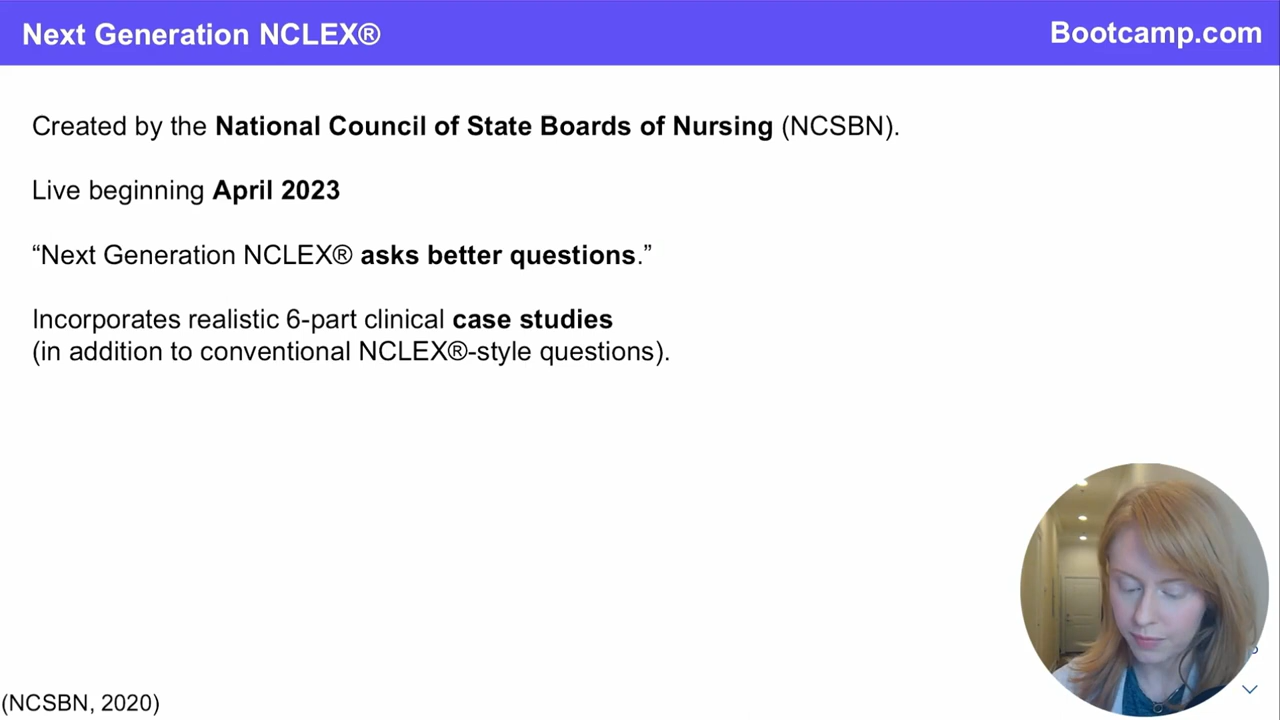 Next Generation NCLEX®
Bootcamp.com
Created by the National Council of State Boards of Nursing (NCSBN).
Live beginning April 2023
“Next Generation NCLEX® asks better questions.”
Incorporates realistic 6-part clinical case studies
(in addition to conventional NCLEX®-style questions).
(NCSBN, 2020)